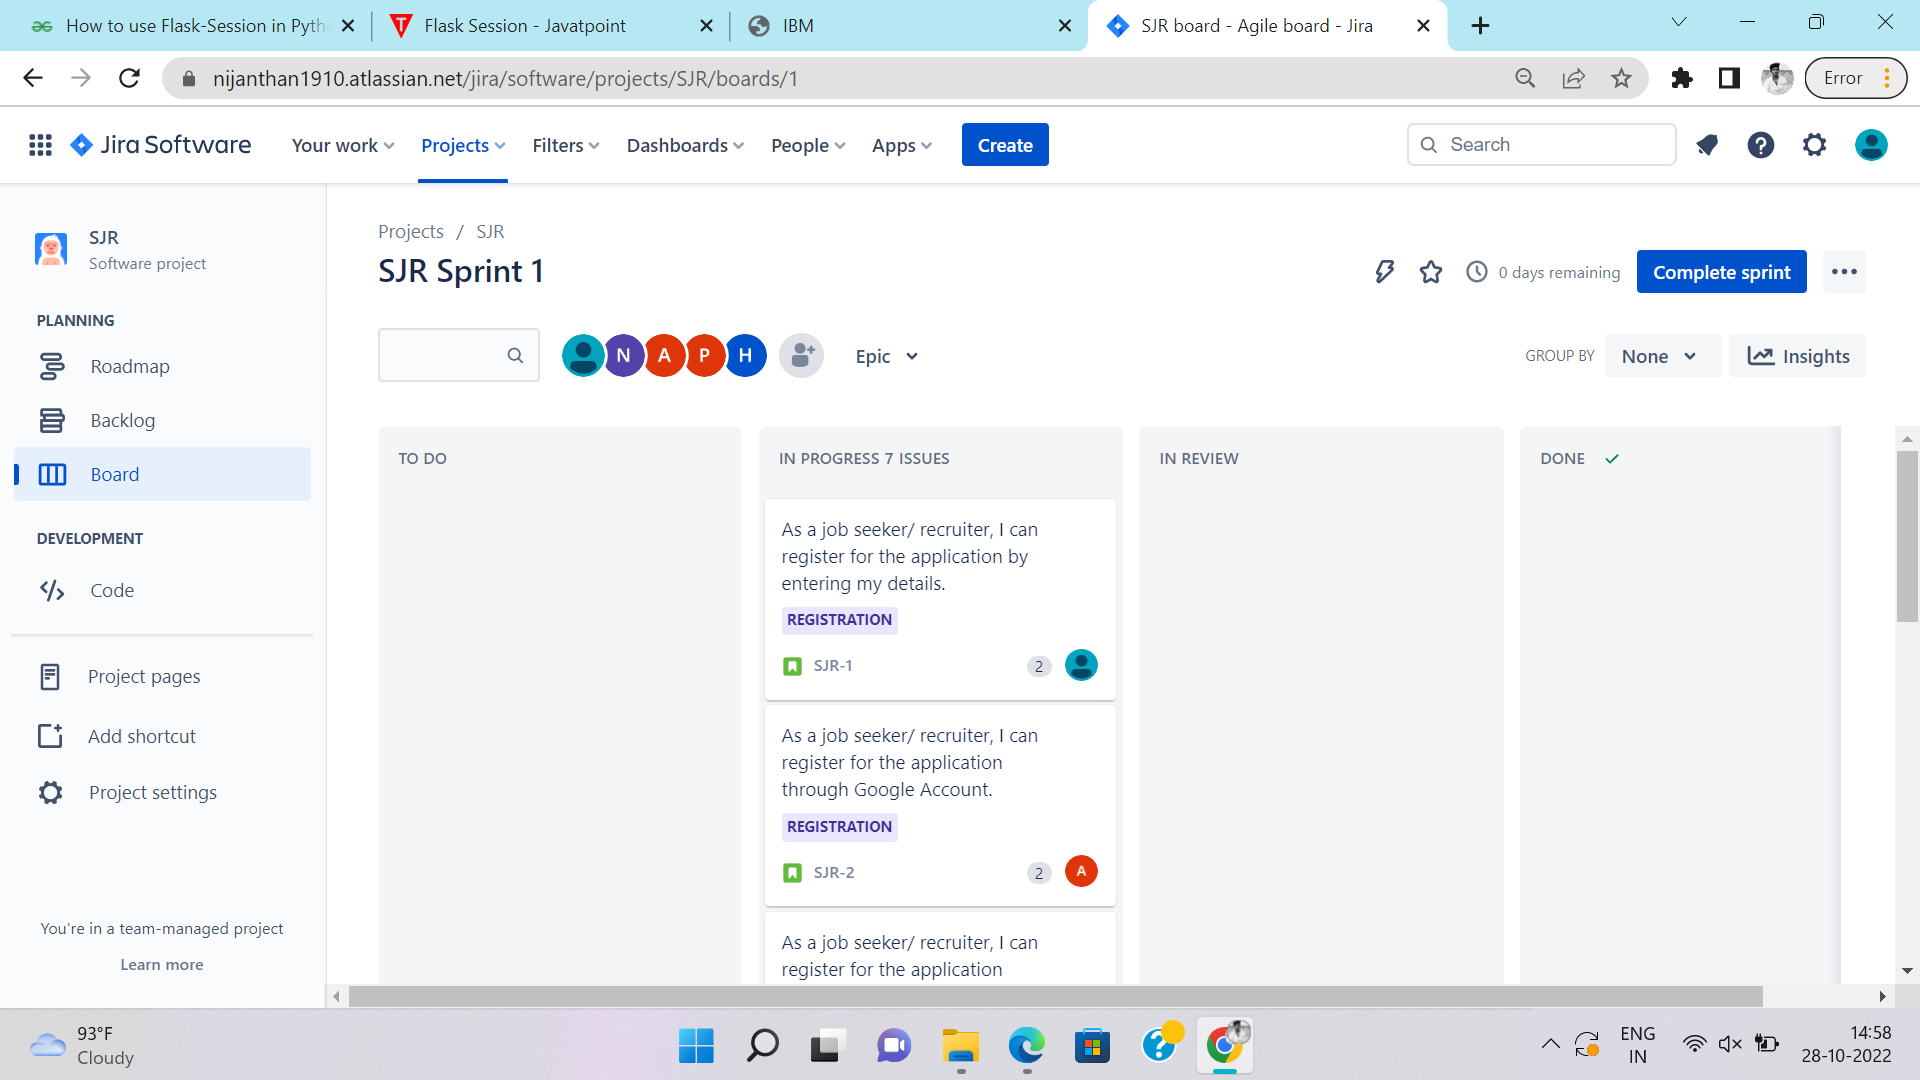 How to use Flask-Session in Pyth
Flask Session - Javatpoint
IBM
SJR board - Agile board - Jira
nijanthan1910.atlassian.net/jira/software/projects/SJR/boards/1
Error
Jira Software
Your work
Projects
Filters
Dashboards
People
Apps
Create
Search
SJR
Software project
PLANNING
Roadmap
Backlog
Board
DEVELOPMENT
Code
Project pages
Add shortcut
Project settings
You're in a team-managed project
Learn more
Projects / SJR
SJR Sprint 1
0 days remaining
Complete sprint
N A P H
Epic
GROUP BY
None
Insights
TO DO
IN PROGRESS 7 ISSUES
As a job seeker/ recruiter, I can
register for the application by
entering my details.
REGISTRATION
SJR-1
2
As a job seeker/ recruiter, I can
register for the application
through Google Account.
REGISTRATION
SJR-2
2
A
As a job seeker/ recruiter, I can
register for the application
IN REVIEW
DONE
93°F
Cloudy
ENG
IN
14:58
28-10-2022